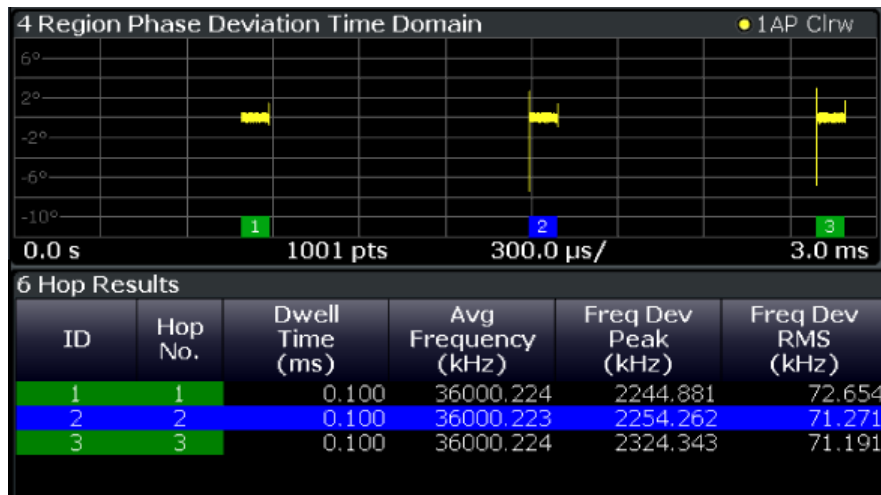 4 Region Phase Deviation Time Domain ● 1AP Clrw
6°
2°
-2°
-6°
-10°
1 2 3
0.0 s 1001 pts 300.0 µs/ 3.0 ms
6 Hop Results
ID Hop No. Dwell Time (ms) Avg Frequency (kHz) Freq Dev Peak (kHz) Freq Dev RMS (kHz)
1 1 0.100 36000.224 2244.881 72.654
2 2 0.100 36000.223 2254.262 71.271
3 3 0.100 36000.224 2324.343 71.191